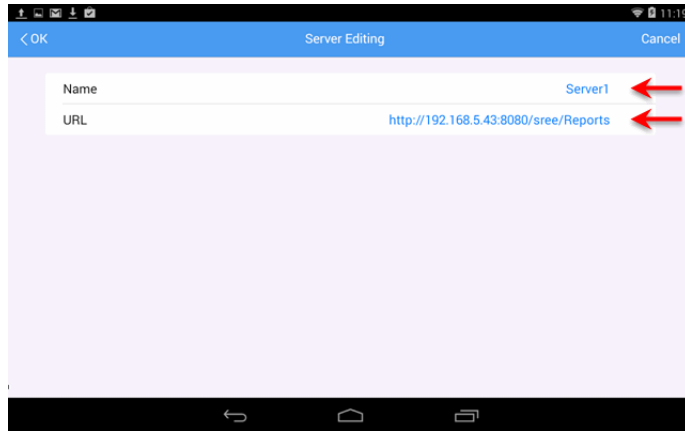 11:19
< OK Server Editing Cancel
Name Server1
URL http://192.168.5.43:8080/sree/Reports